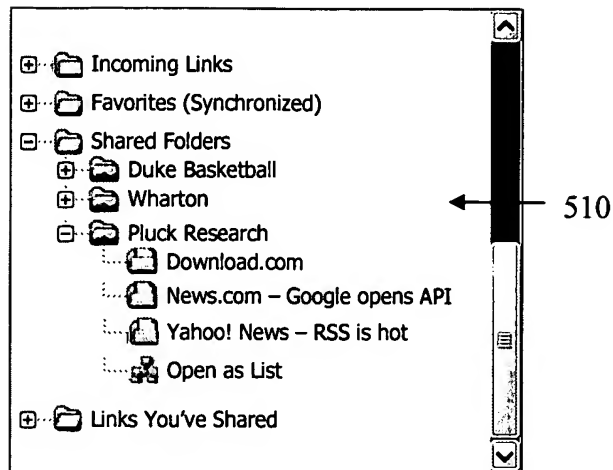 Incoming Links
Favorites (Synchronized)
Shared Folders
Duke Basketball
Wharton
510
Pluck Research
Download.com
News.com – Google opens API
Yahoo! News – RSS is hot
Open as List
Links You've Shared